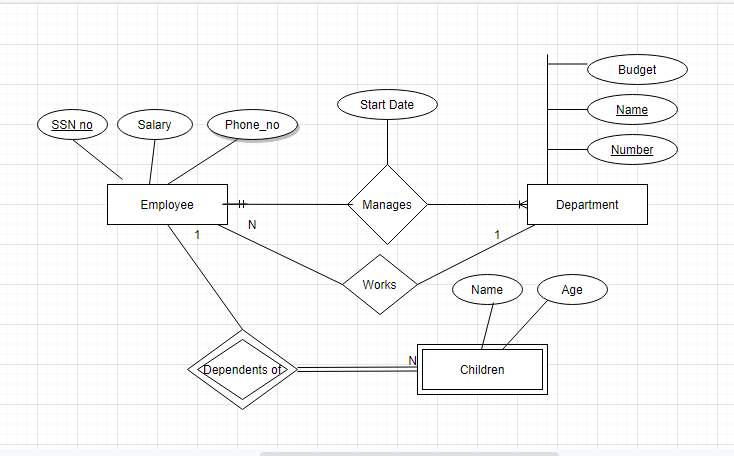 Budget
Start Date
Name
SSN no
Salary
Phone_no
Number
Employee
Manages
Department
N
1
1
Works
Name
Age
N
Dependents of
Children